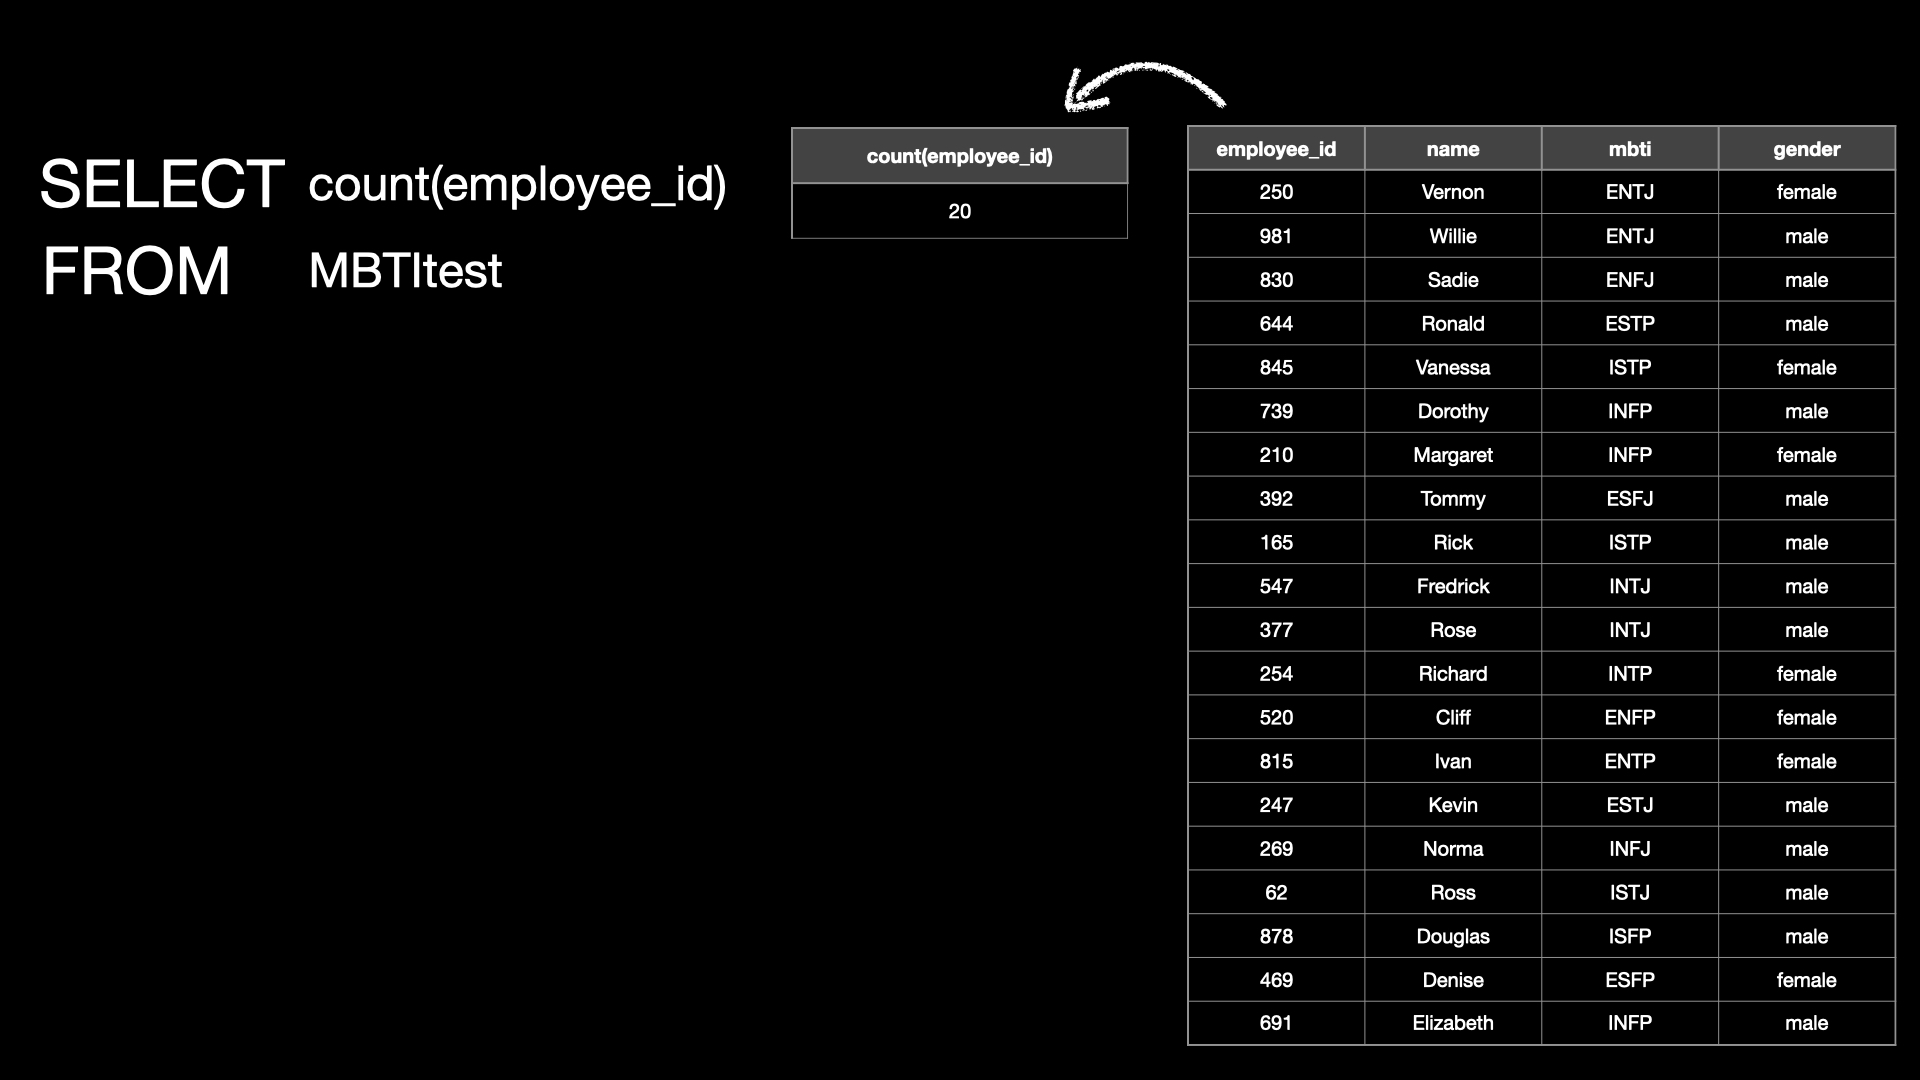 SELECT count(employee_id)
FROM MBTItest
count(employee_id)
20
employee_id name mbti gender
250 Vernon ENTJ female
981 Willie ENTJ male
830 Sadie ENFJ male
644 Ronald ESTP male
845 Vanessa ISTP female
739 Dorothy INFP male
210 Margaret INFP female
392 Tommy ESFJ male
165 Rick ISTP male
547 Fredrick INTJ male
377 Rose INTJ male
254 Richard INTP female
520 Cliff ENFP female
815 Ivan ENTP female
247 Kevin ESTJ male
269 Norma INFJ male
62 Ross ISTJ male
878 Douglas ISFP male
469 Denise ESFP female
691 Elizabeth INFP male